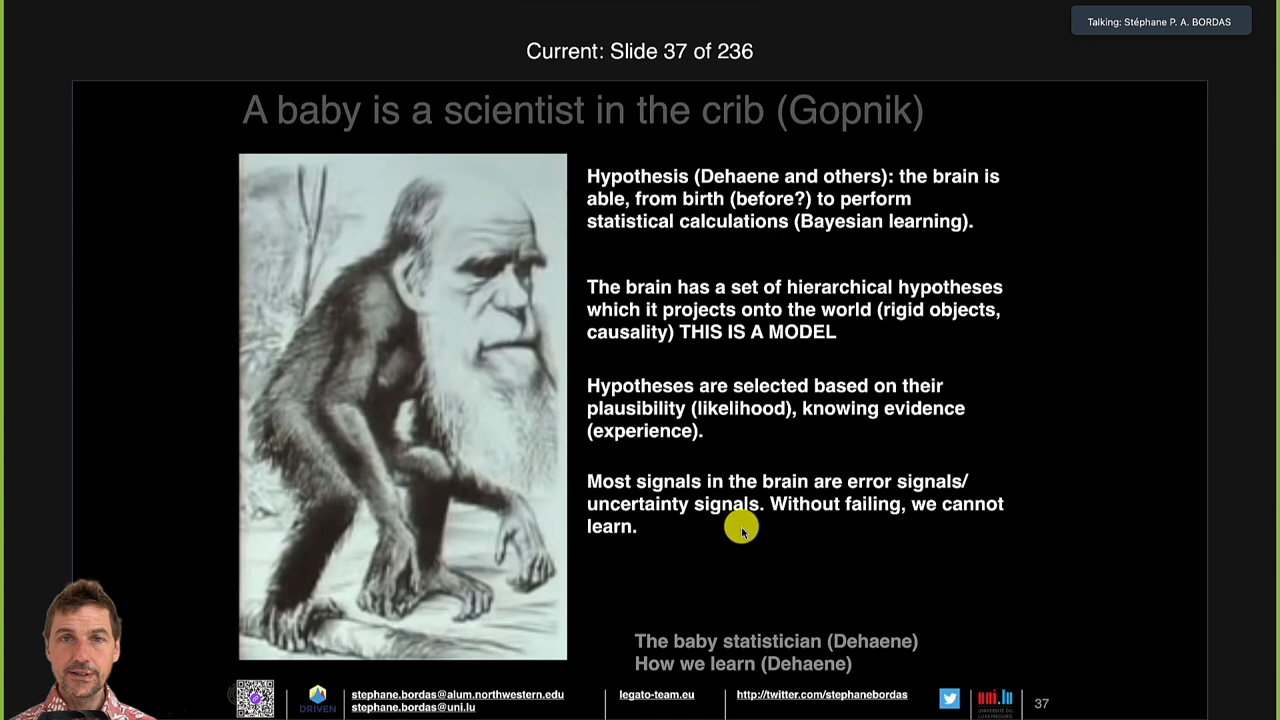 Talking: Stéphane P. A. BORDAS
Current: Slide 37 of 236
A baby is a scientist in the crib (Gopnik)
Hypothesis (Dehaene and others): the brain is
able, from birth (before?) to perform
statistical calculations (Bayesian learning).
The brain has a set of hierarchical hypotheses
which it projects onto the world (rigid objects,
causality) THIS IS A MODEL
Hypotheses are selected based on their
plausibility (likelihood), knowing evidence
(experience).
Most signals in the brain are error signals/
uncertainty signals. Without failing, we cannot
learn.
The baby statistician (Dehaene)
How we learn (Dehaene)
DRIVEN
stephane.bordas@alum.northwestern.edu
stephane.bordas@uni.lu
legato-team.eu
http://twitter.com/stephanebordas
uni.lu
UNIVERSITÉ DU
LUXEMBOURG
37